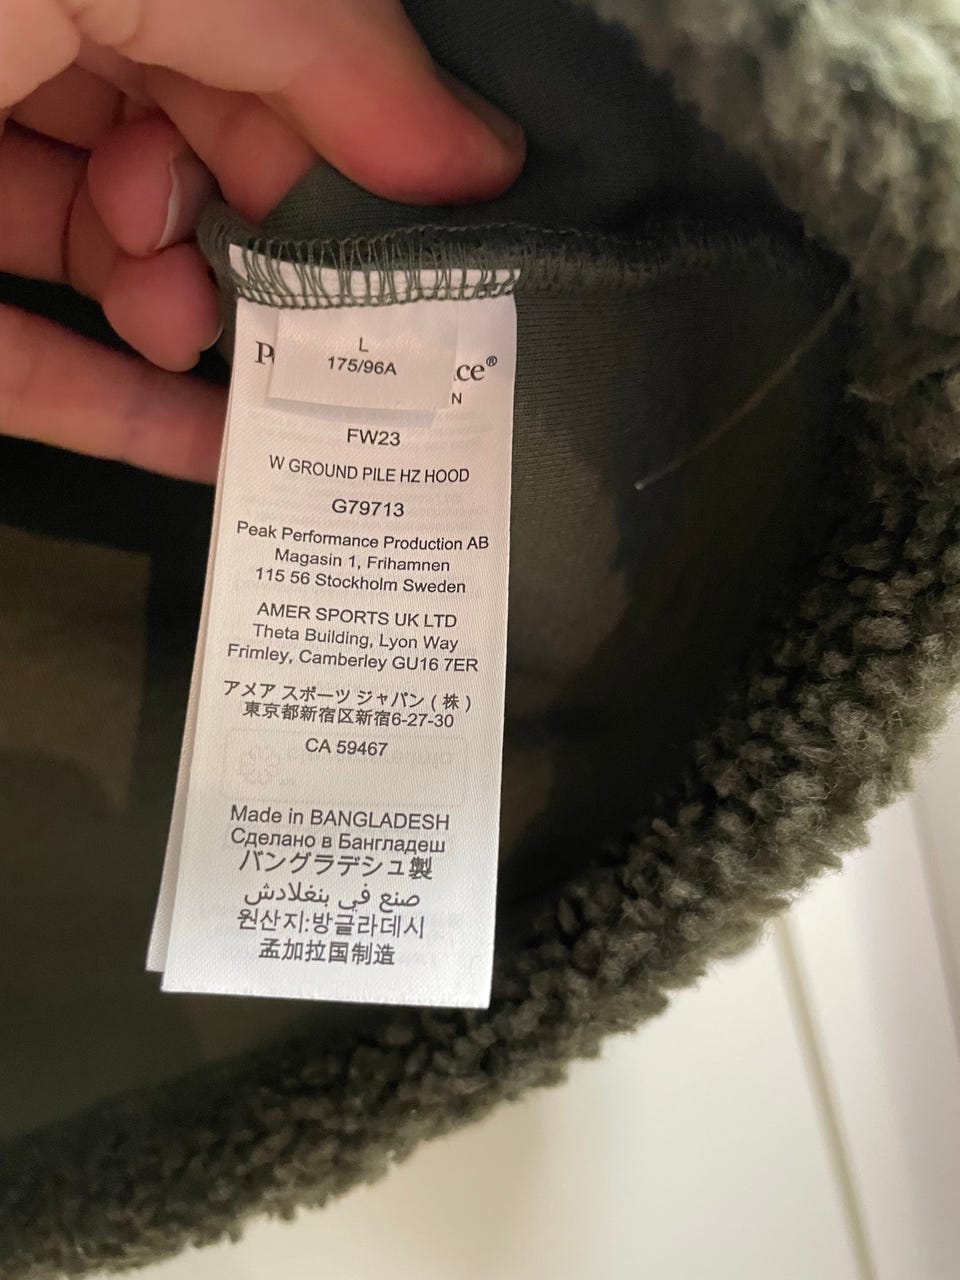 L
175/96A
ce®
N
FW23
W GROUND PILE HZ HOOD
G79713
Peak Performance Production AB
Magasin 1, Frihamnen
115 56 Stockholm Sweden
AMER SPORTS UK LTD
Theta Building, Lyon Way
Frimley, Camberley GU16 7ER
アメア スポーツ ジャパン ( 株 )
東京都新宿区新宿6-27-30
CA 59467
Made in BANGLADESH
Сделано в Бангладеш
バングラデシュ製
صنع في بنغلادش
원산지:방글라데시
孟加拉国制造